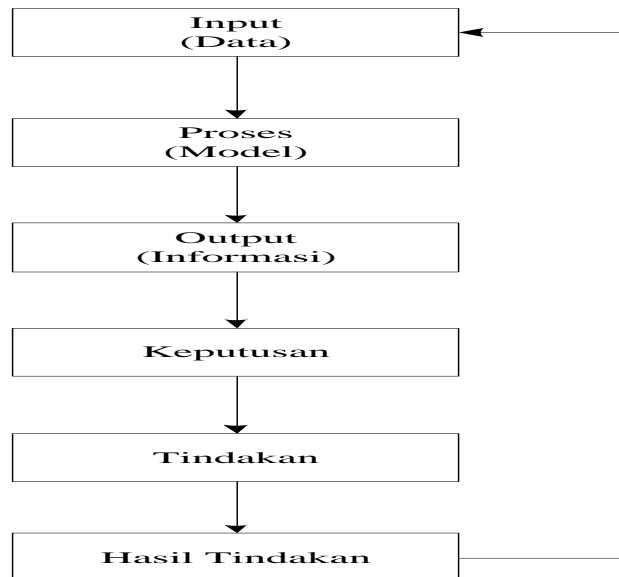 Input
(Data)
Proses
(Model)
Output
(Informasi)
Keputusan
Tindakan
Hasil Tindakan